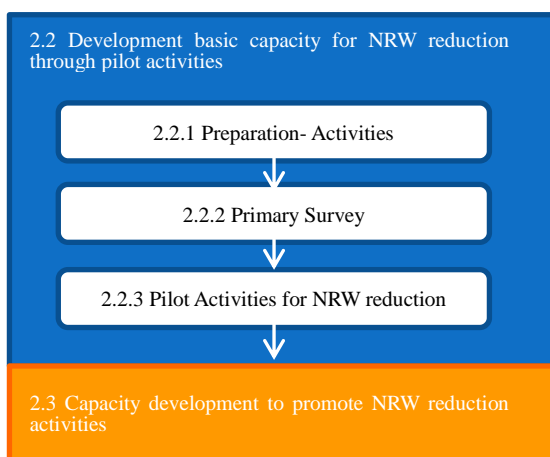 2.2 Development basic capacity for NRW reduction
through pilot activities
2.2.1 Preparation- Activities
2.2.2 Primary Survey
2.2.3 Pilot Activities for NRW reduction
2.3 Capacity development to promote NRW reduction
activities